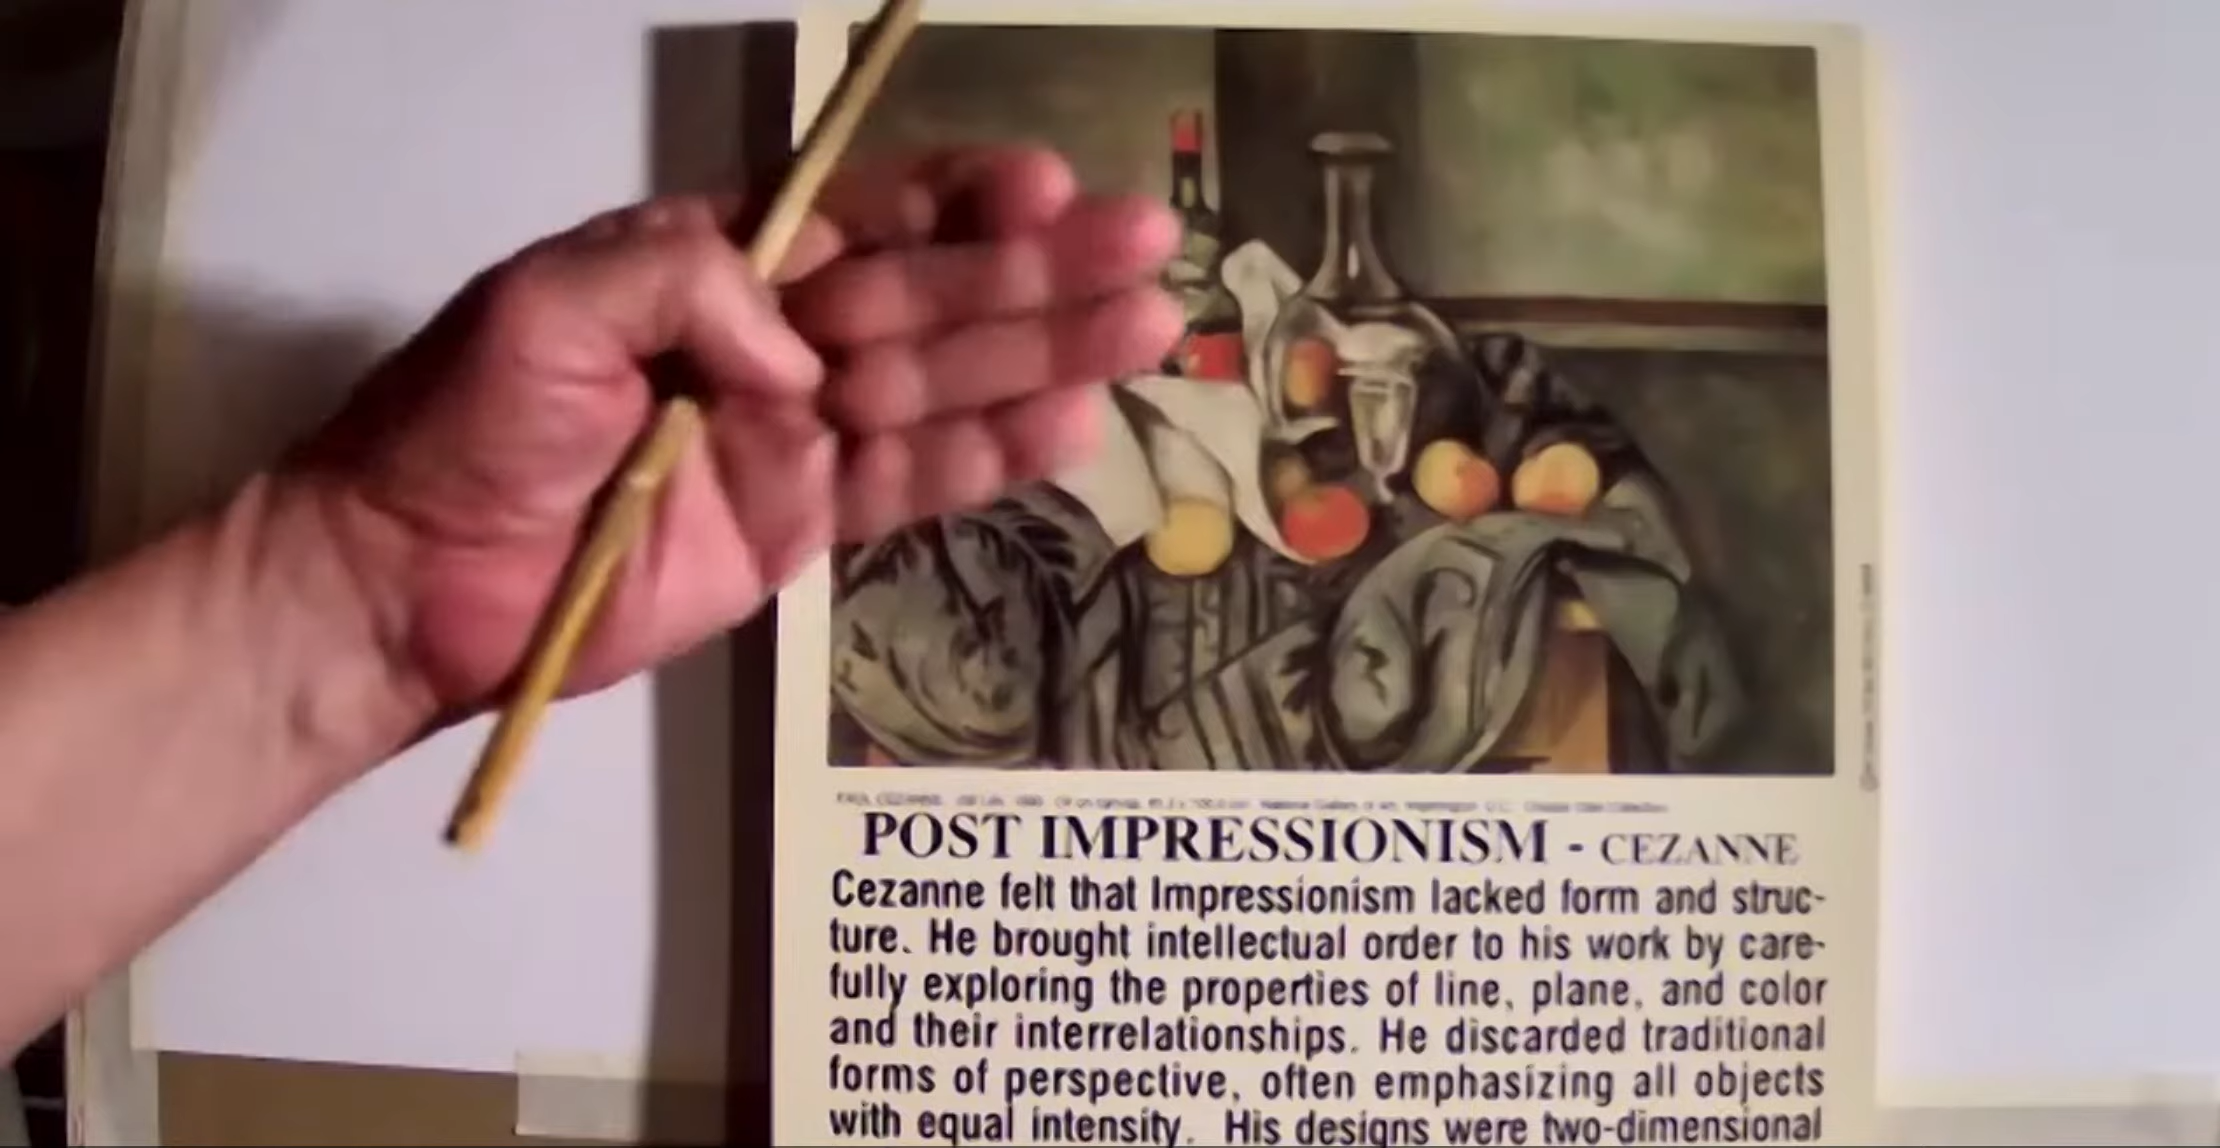 POST IMPRESSIONISM - CEZANNE
Cezanne felt that Impressionism lacked form and struc-
ture. He brought intellectual order to his work by care-
fully exploring the properties of line, plane, and color
and their interrelationships. He discarded traditional
forms of perspective, often emphasizing all objects
with equal intensity. His designs were two-dimensional